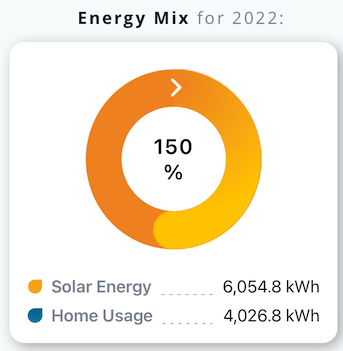 Energy Mix for 2022:
150
%
Solar Energy ........ 6,054.8 kWh
Home Usage ........ 4,026.8 kWh